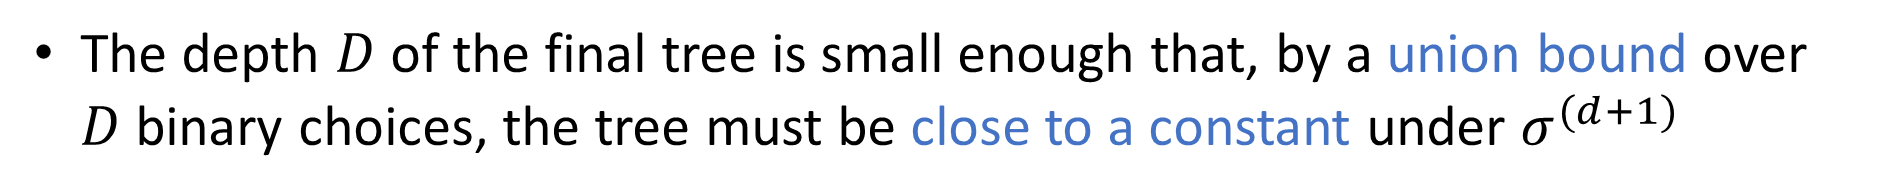 • The depth 𝐷 of the final tree is small enough that, by a union bound over
𝐷 binary choices, the tree must be close to a constant under 𝜎^(𝑑+1)